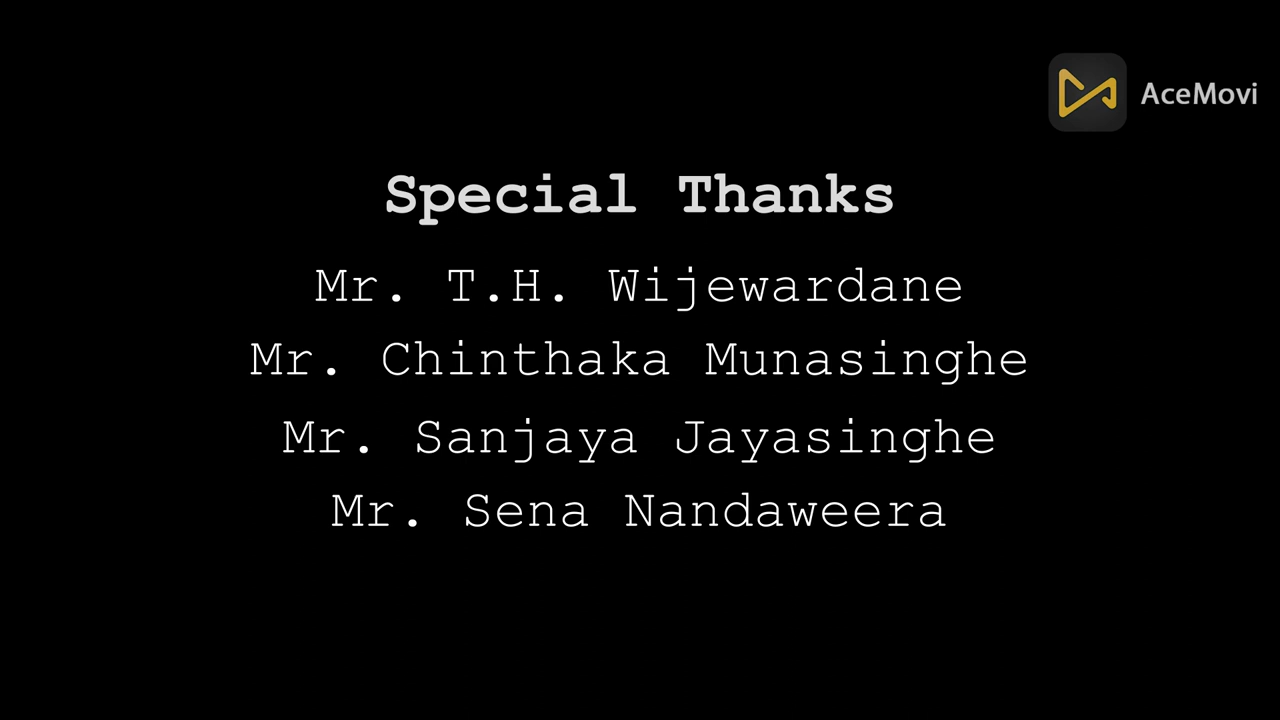 AceMovi
Special Thanks
Mr. T.H. Wijewardane
Mr. Chinthaka Munasinghe
Mr. Sanjaya Jayasinghe
Mr. Sena Nandaweera